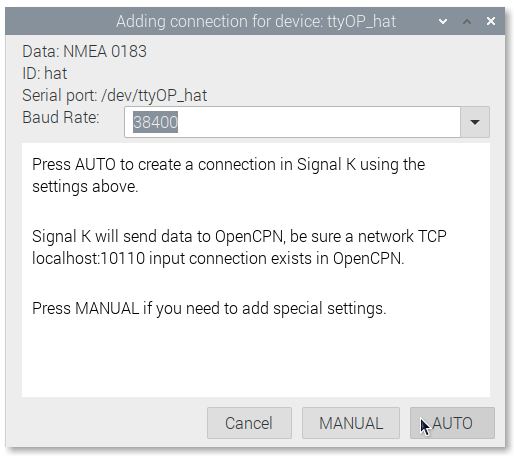 Adding connection for device: ttyOP_hat
Data: NMEA 0183
ID: hat
Serial port: /dev/ttyOP_hat
Baud Rate: 38400
Press AUTO to create a connection in Signal K using the
settings above.
Signal K will send data to OpenCPN, be sure a network TCP
localhost:10110 input connection exists in OpenCPN.
Press MANUAL if you need to add special settings.
Cancel MANUAL AUTO